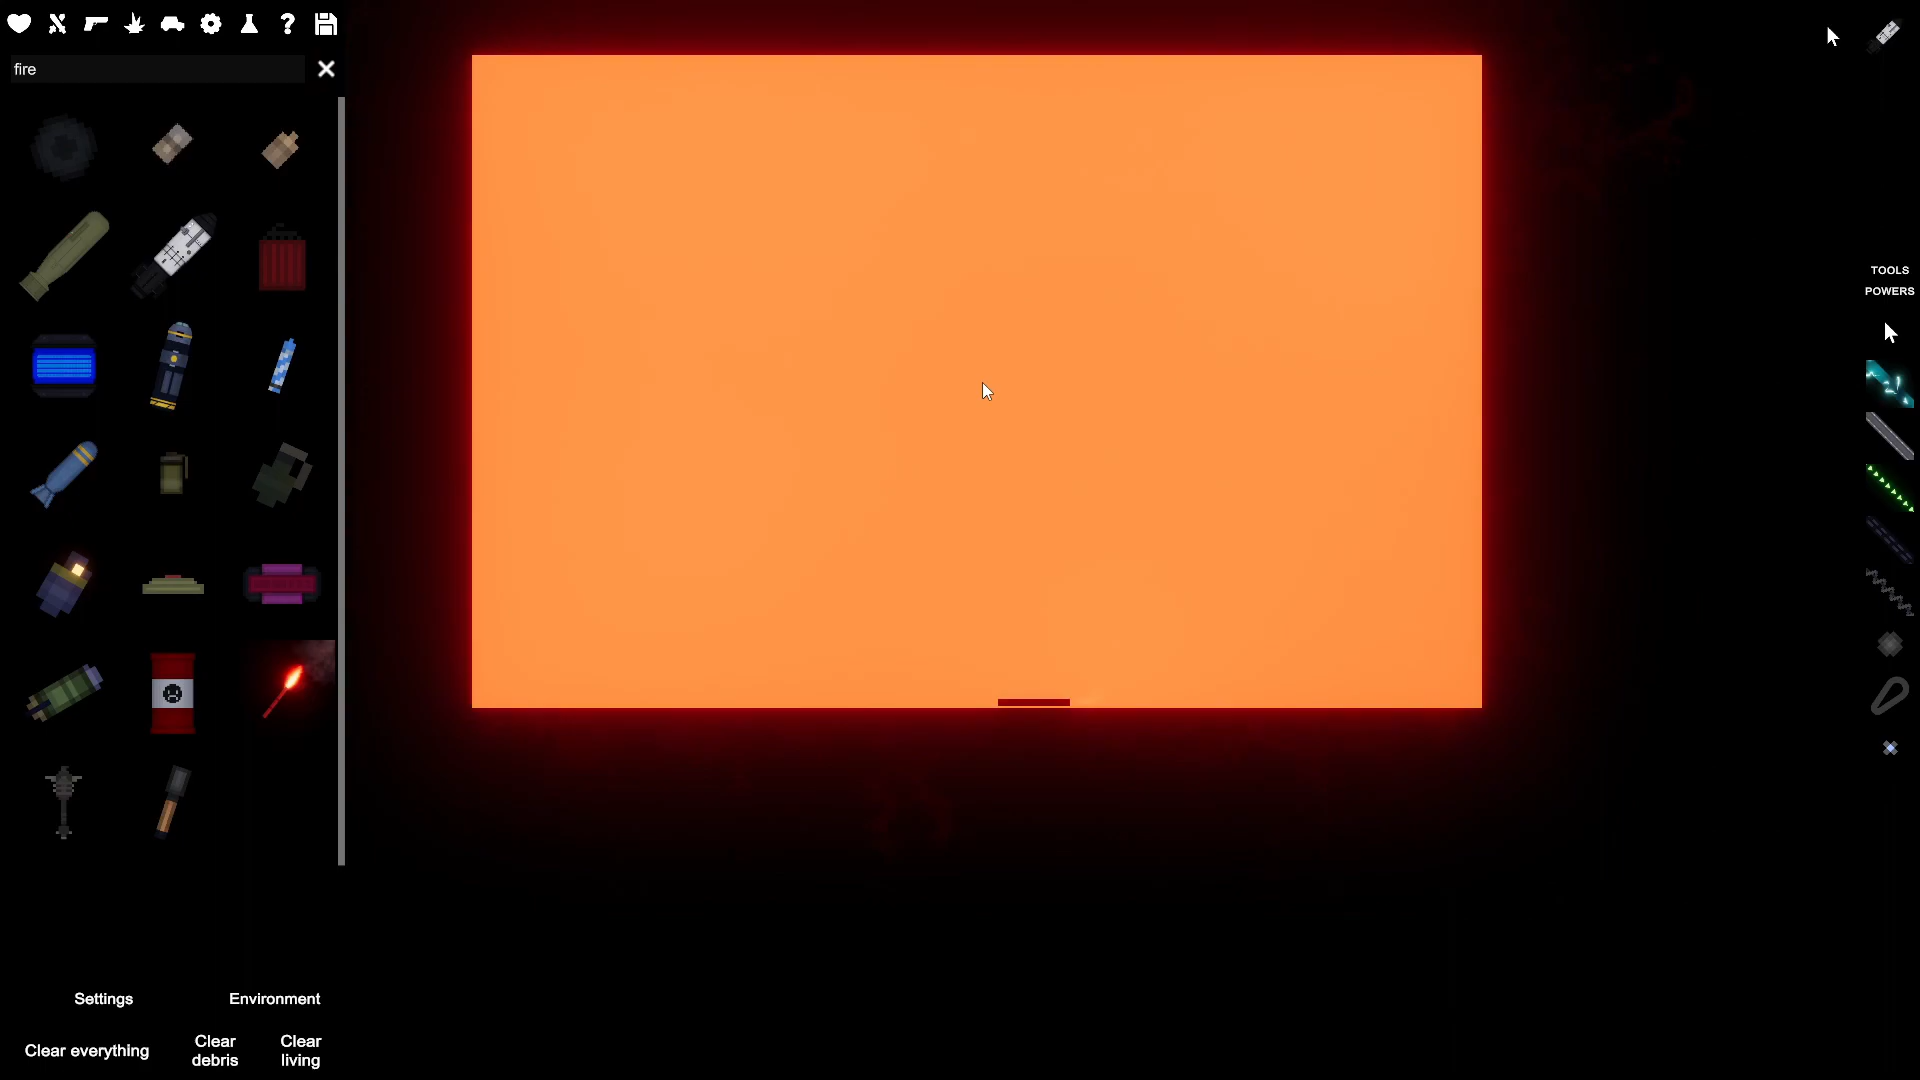 fire
TOOLS
POWERS
Settings
Environment
Clear everything
Clear
debris
Clear
living